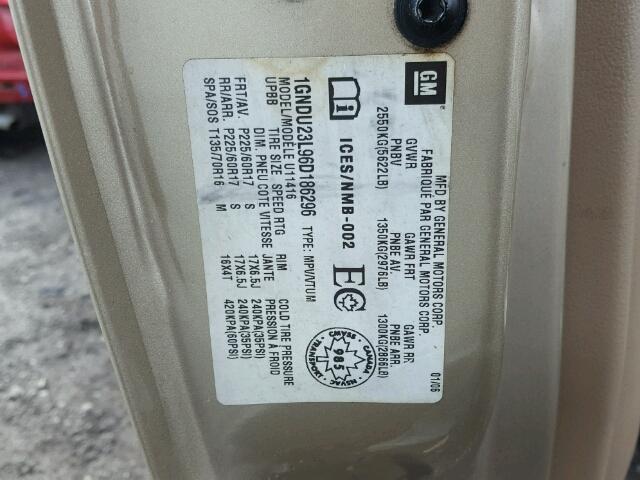 GM
MFD BY GENERAL MOTORS CORP.
FABRIQUE PAR GENERAL MOTORS CORP.
01/06
GVWR GAWR FRT GAWR RR
PNBV PNBE AV. PNBE ARR.
2550KG(5622LB) 1350KG(2976LB) 1300KG(2866LB)
i ICES/NMB-002 EC
CANADA
TRANSPORT
985
1GNDU23L96D186296 TYPE: MPV/VTUM
MODEL/MODELE U11416
UPBB
TIRE SIZE SPEED RTG RIM COLD TIRE PRESSURE
DIM. PNEU COTE VITESSE JANTE PRESSION A FROID
FRT/AV. P225/60R17 S 17X6.5J 240KPA(35PSI)
RR/ARR. P225/60R17 S 17X6.5J 240KPA(35PSI)
SPA/SOS T135/70R16 M 16X4T 420KPA(60PSI)